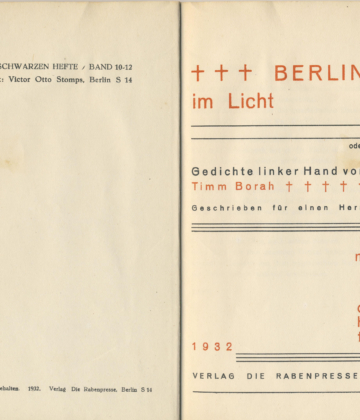 SCHWARZEN HEFTE / BAND 10-12
: Victor Otto Stomps, Berlin S 14
ehalten. 1932. Verlag Die Rabenpresse, Berlin S 14
††† BERLIN
im Licht
ode
Gedichte linker Hand vo
Timm Borah †††††
Geschrieben für einen Her
1932
VERLAG DIE RABENPRESSE